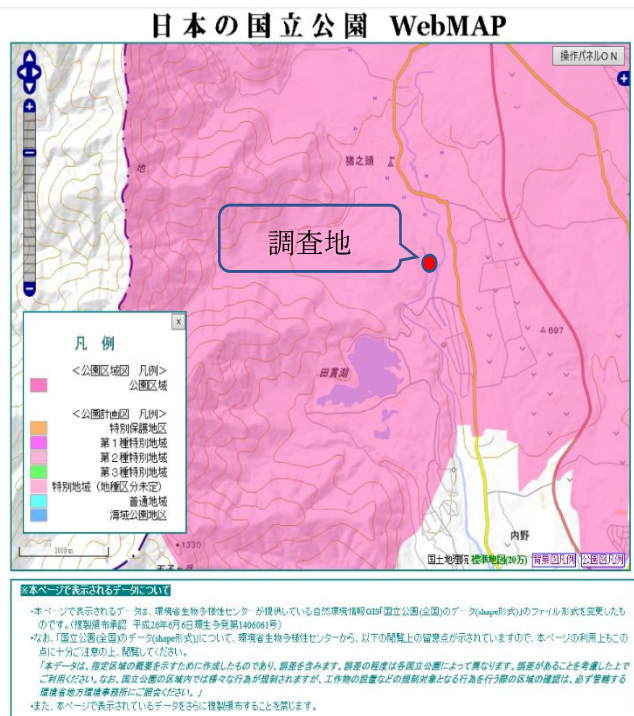 日本の国立公園 WebMAP
操作パネルＯＮ
地
猪之頭
調査地
697
田貫湖
x
凡 例
＜公園区域図 凡例＞
公園区域
＜公園計画図 凡例＞
特別保護地区
第１種特別地域
第２種特別地域
第３種特別地域
特別地域（地種区分未定）
普通地域
海域公園地区
1000 m
1330
内野
国土地理院 標準地図(20万) 背景図凡例 公園図凡例
※本ページで表示されるデータについて
・本ページで表示されるデータは、環境省生物多様性センターが提供している自然環境情報GIS「国立公園(全国)のデータ(shape形式)」のファイル形式を変更したも
のです。（複製頒布承認　平成26年6月6日環生多発第1406061号）
・なお、「国立公園(全国)のデータ(shape形式)」について、環境省生物多様性センターから、以下の閲覧上の留意点が示されていますので、本ページの利用上もこの
点に十分ご注意の上、閲覧してください。
「本データは、指定区域の概要を示すために作成したものであり、誤差を含みます。誤差の程度は各国立公園によって異なります。誤差があることを考慮した上で
ご利用ください。なお、国立公園の区域内では様々な行為が規制されますが、工作物の設置などの規制対象となる行為を行う際の区域の確認は、必ず管轄する
環境省地方環境事務所にご照会ください。」
・また、本ページで表示されているデータをさらに複製頒布することを禁じます。